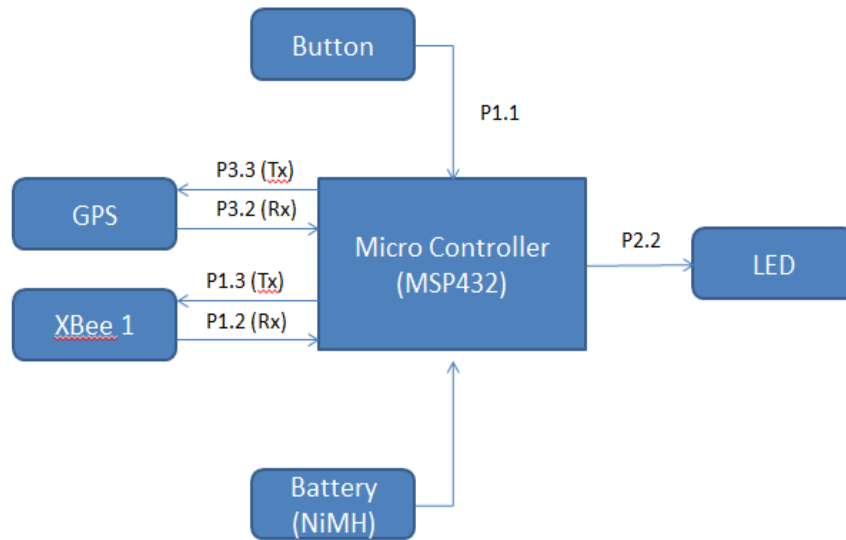 Button
P1.1
P3.3 (Tx)
GPS
P3.2 (Rx)
Micro Controller
(MSP432)
P2.2
LED
P1.3 (Tx)
XBee 1
P1.2 (Rx)
Battery
(NiMH)